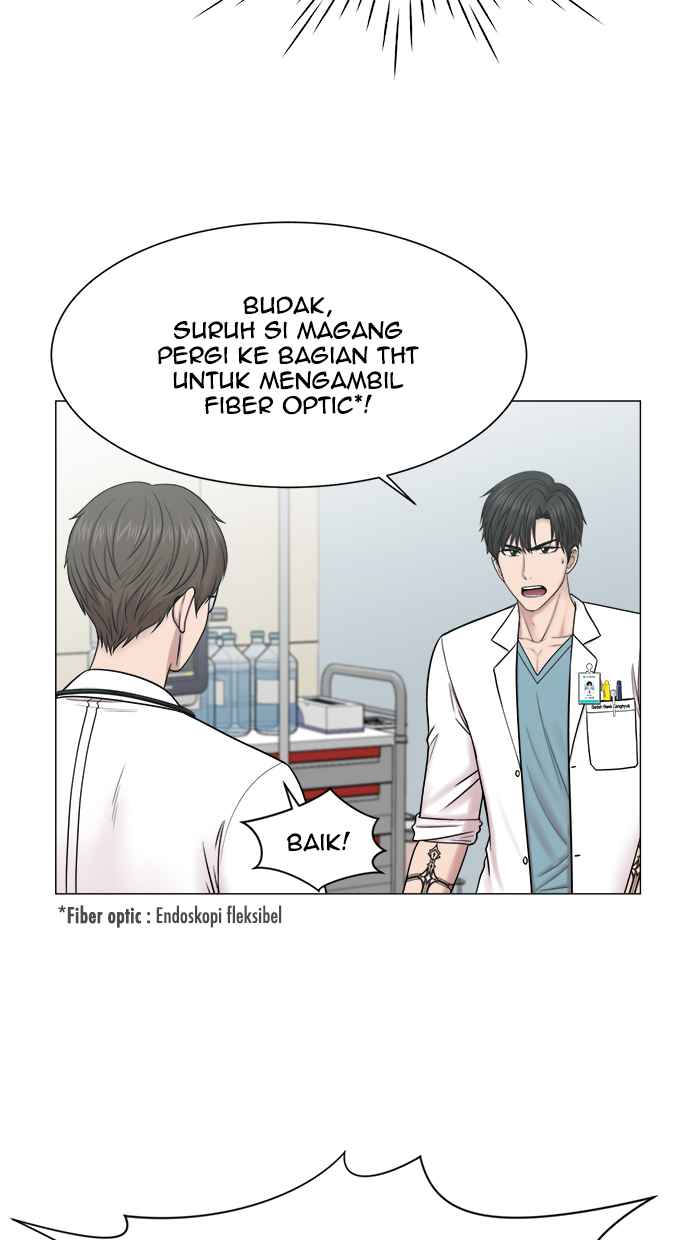 BUDAK,
SURUH SI MAGANG
PERGI KE BAGIAN THT
UNTUK MENGAMBIL
FIBER OPTIC*!
BAIK!
*Fiber optic : Endoskopi fleksibel